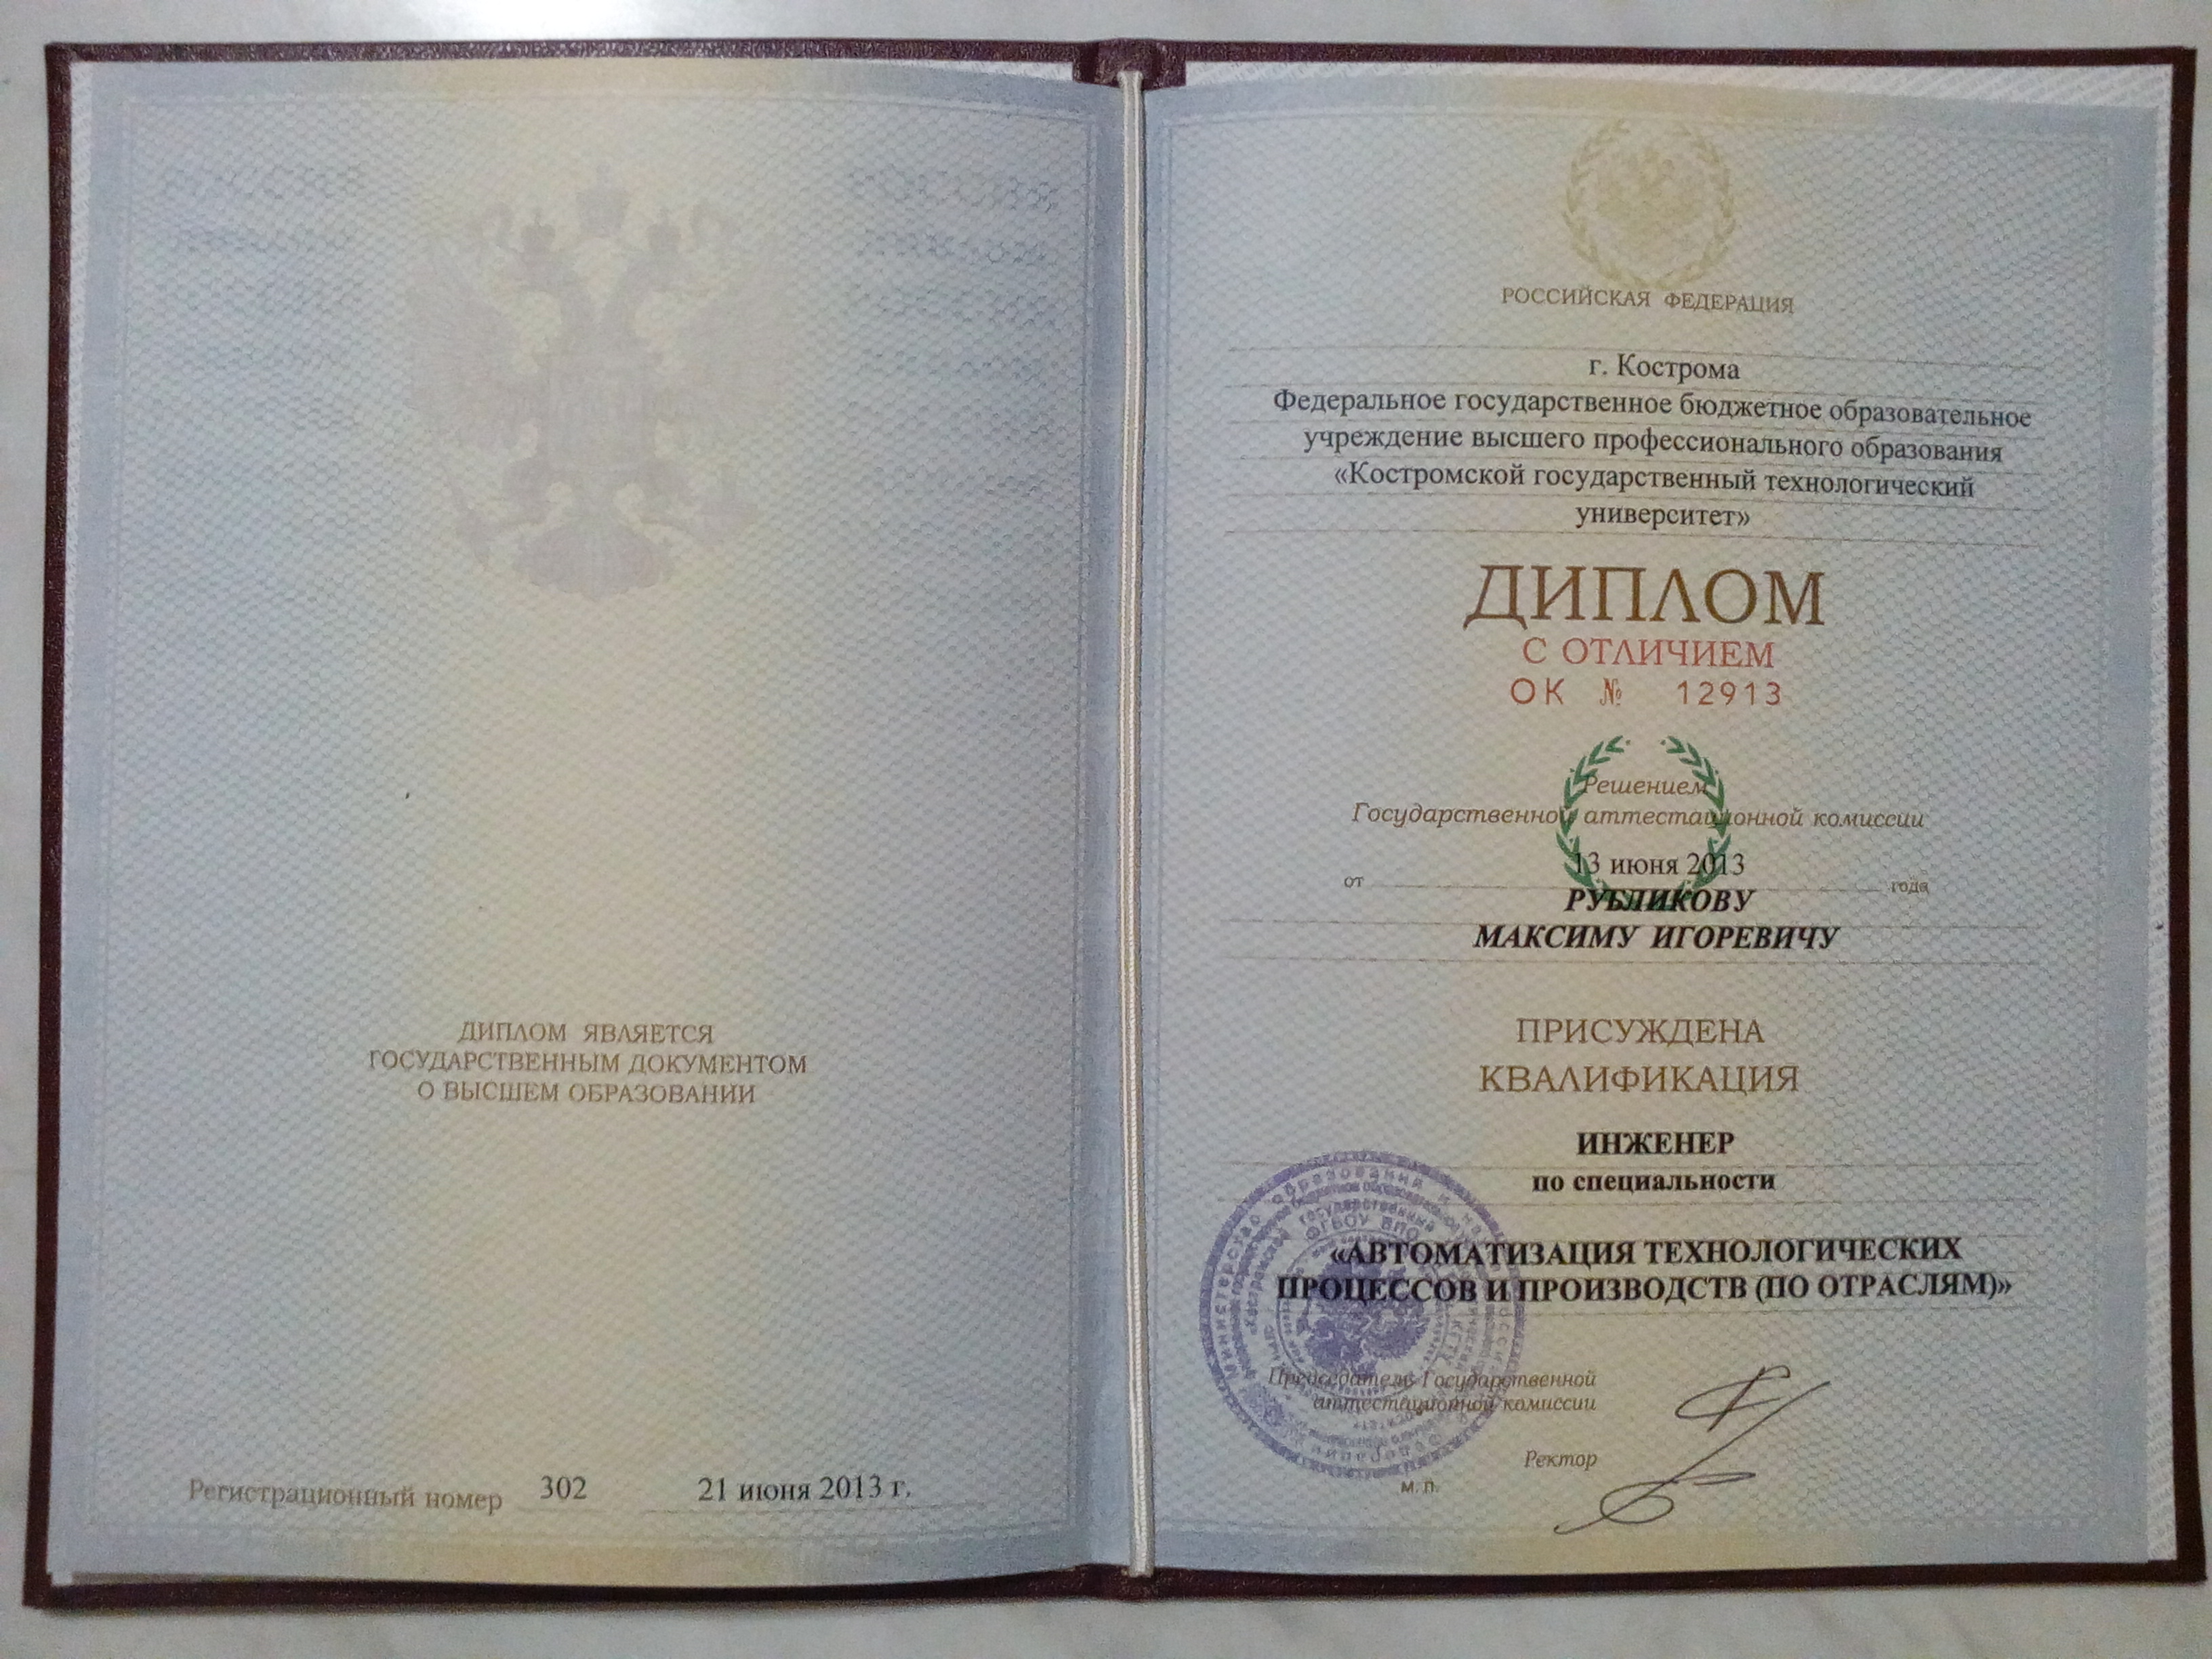 ДИПЛОМ ЯВЛЯЕТСЯ
ГОСУДАРСТВЕННЫМ ДОКУМЕНТОМ
О ВЫСШЕМ ОБРАЗОВАНИИ
Регистрационный номер 302 21 июня 2013 г.
РОССИЙСКАЯ ФЕДЕРАЦИЯ
г. Кострома
Федеральное государственное бюджетное образовательное
учреждение высшего профессионального образования
«Костромской государственный технологический
университет»
ДИПЛОМ
С ОТЛИЧИЕМ
ОК № 12913
Решением
Государственной аттестационной комиссии
от 13 июня 2013 года
РУБЛИКОВУ
МАКСИМУ ИГОРЕВИЧУ
ПРИСУЖДЕНА
КВАЛИФИКАЦИЯ
ИНЖЕНЕР
по специальности
«АВТОМАТИЗАЦИЯ ТЕХНОЛОГИЧЕСКИХ
ПРОЦЕССОВ И ПРОИЗВОДСТВ (ПО ОТРАСЛЯМ)»
Председатель Государственной
аттестационной комиссии
Ректор
М. П.
Министерство образования и
государственный
ФГБОУ ВПО
КГТУ